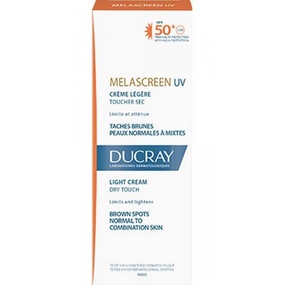 SPF
50+
MELASCREEN UV
CRÈME LÉGÈRE
TOUCHER SEC
Limite et atténue
TACHES BRUNES
PEAUX NORMALES À MIXTES
DUCRAY
LABORATOIRES DERMATOLOGIQUES
LIGHT CREAM
DRY TOUCH
Limits and lightens
BROWN SPOTS
NORMAL TO
COMBINATION SKIN
PARIS